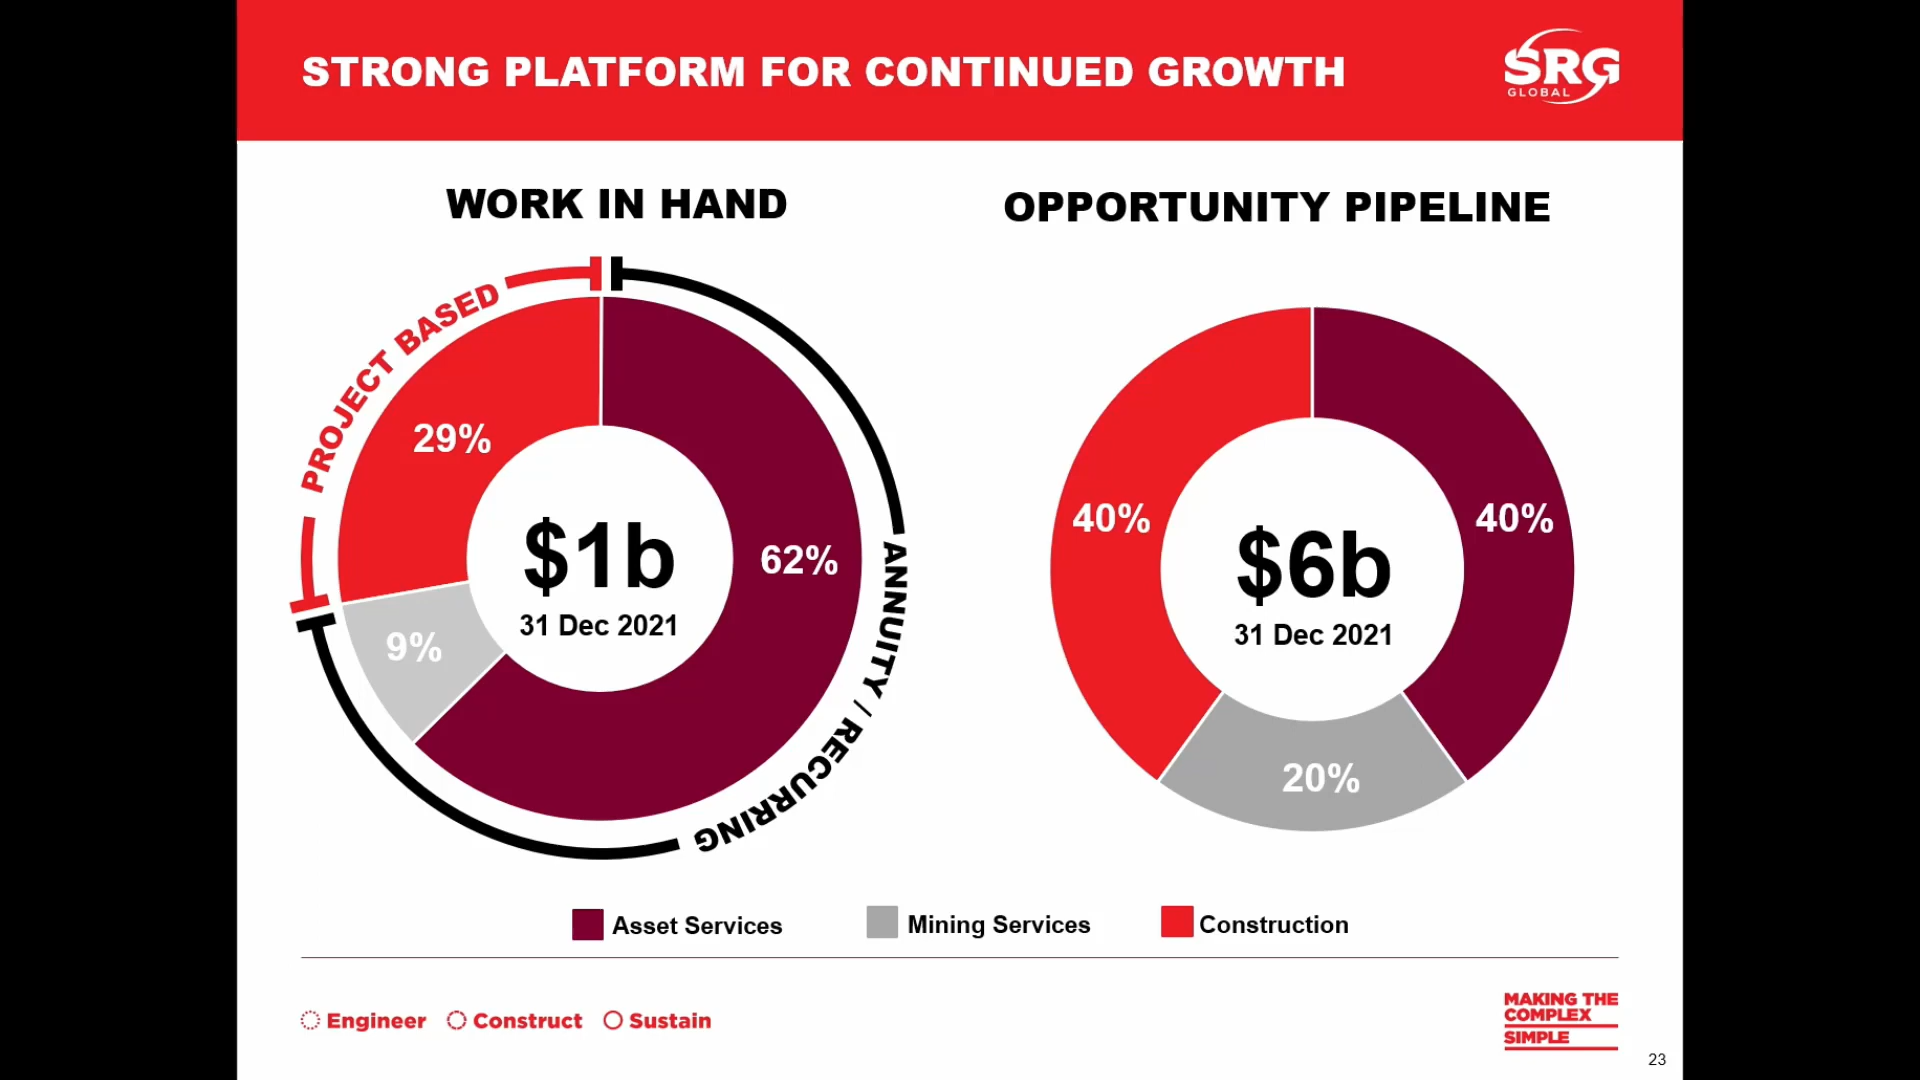 STRONG PLATFORM FOR CONTINUED GROWTH
SRG
GLOBAL
WORK IN HAND
OPPORTUNITY PIPELINE
PROJECT BASED
ANNUITY / RECURRING
29%
62%
9%
$1b
31 Dec 2021
40%
40%
20%
$6b
31 Dec 2021
Asset Services
Mining Services
Construction
Engineer
Construct
Sustain
MAKING THE
COMPLEX
SIMPLE
23